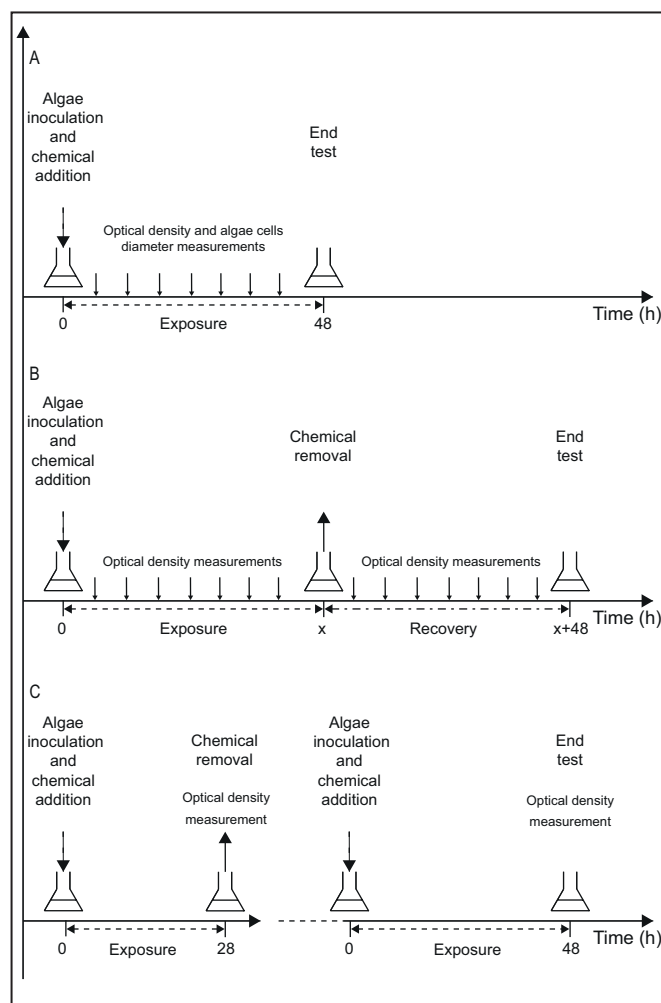 A
Algae
inoculation
and
chemical
addition
End
test
Optical density and algae cells
diameter measurements
Time (h)
0
Exposure
48
B
Algae
inoculation
and
chemical
addition
Chemical
removal
End
test
Optical density measurements
Optical density measurements
Time (h)
0
Exposure
x
Recovery
x+48
C
Algae
inoculation
and
chemical
addition
Chemical
removal
Optical density
measurement
Algae
inoculation
and
chemical
addition
End
test
Optical density
measurement
Time (h)
0
Exposure
28
0
Exposure
48